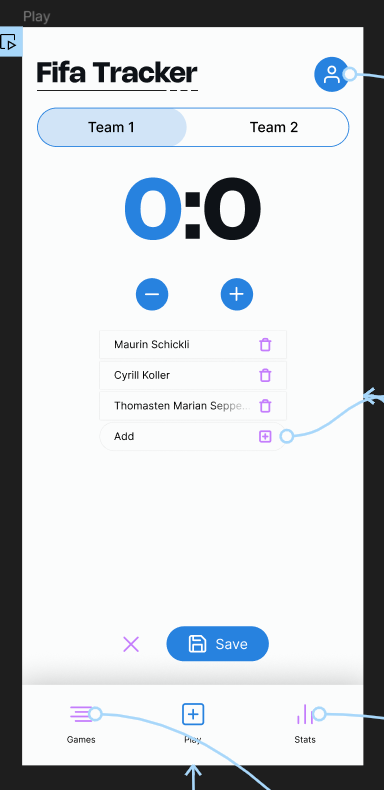 Play
Fifa Tracker
Team 1 Team 2
0:0
Maurin Schickli
Cyrill Koller
Thomasten Marian Seppe...
Add
Save
Games Play Stats